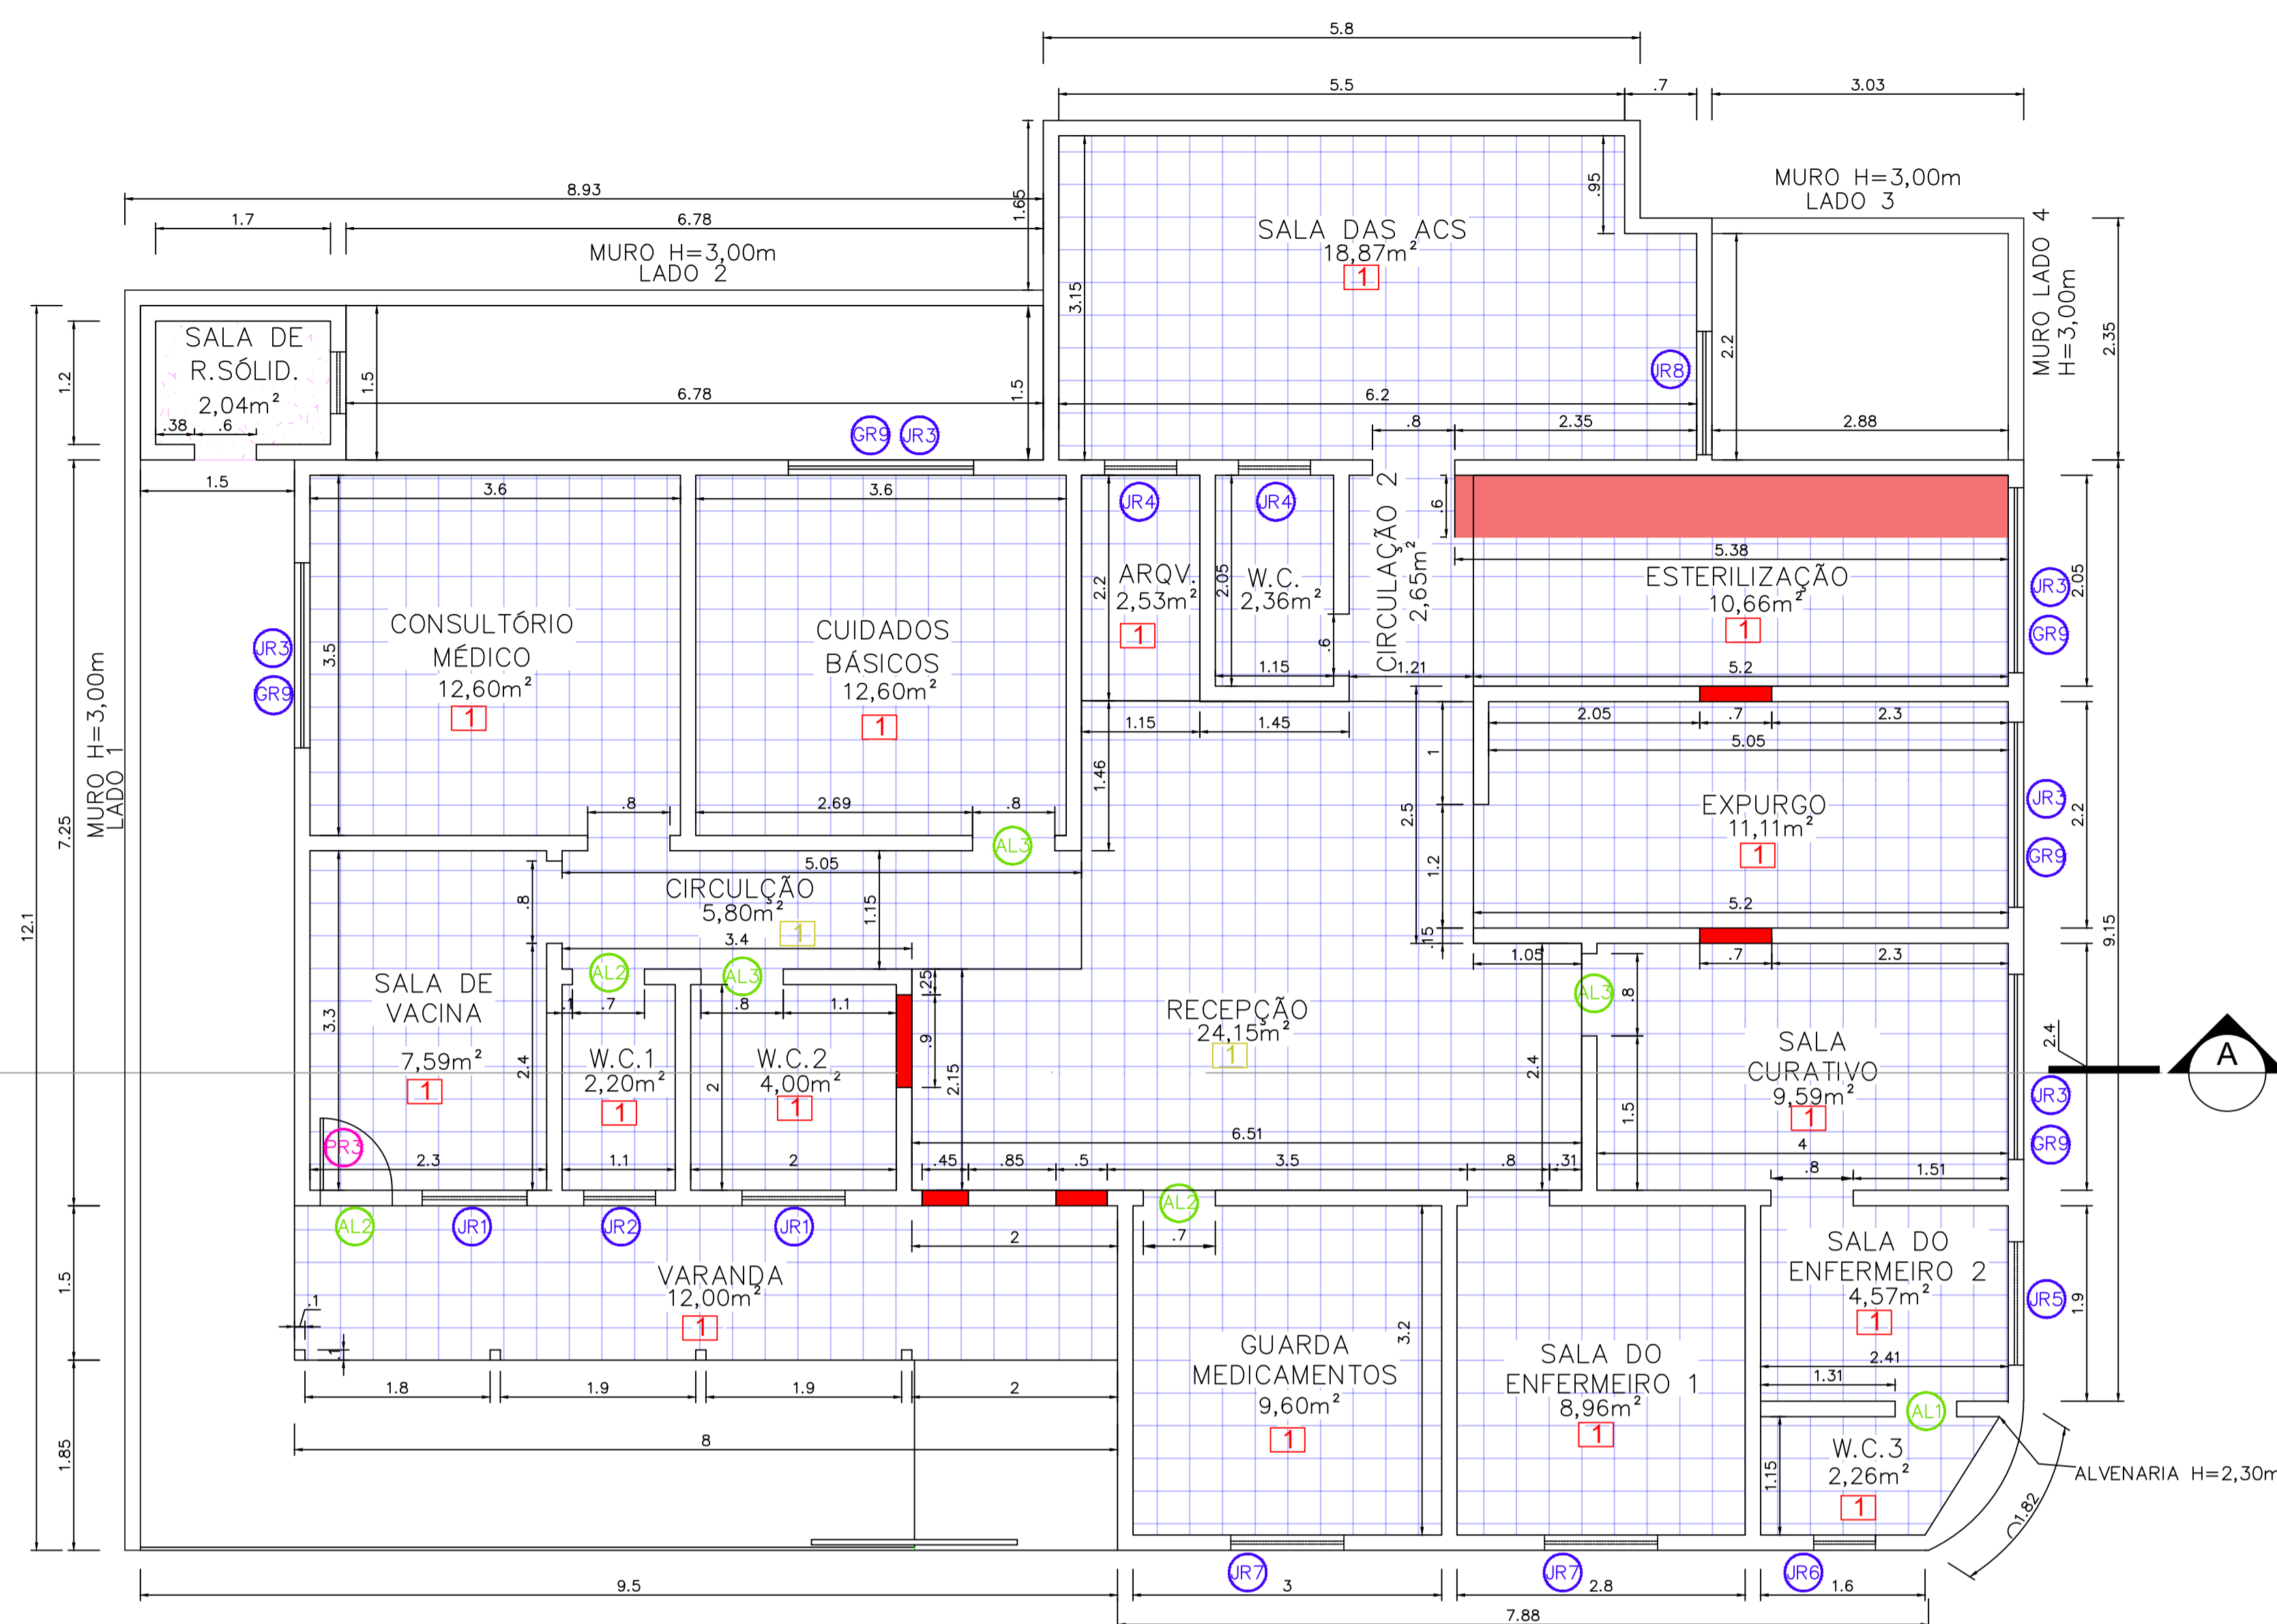 5.8
5.5
.7
3.03
8.93
1.65
.95
MURO H=3,00m
LADO 3
1.7
6.78
MURO H=3,00m
LADO 2
SALA DAS ACS
18,87m²
1
MURO LADO 4
H=3,00m
2.35
3.15
2.2
SALA DE
R.SÓLID.
2,04m²
1.2
1.5
6.78
1.5
JR8
6.2
.38
.6
GR9
JR3
.8
2.35
2.88
1.5
3.6
3.6
JR4
JR4
.6
5.38
CIRCULAÇÃO 2
2,65m²
ESTERILIZAÇÃO
10,66m²
1
JR3
2.05
GR9
ARQV.
2,53m²
1
2.2
2.05
W.C.
2,36m²
.6
1.15
1.21
5.2
CONSULTÓRIO
MÉDICO
12,60m²
1
3.5
CUIDADOS
BÁSICOS
12,60m²
1
JR3
GR9
MURO H=3,00m
LADO 1
7.25
12.1
1.15
1.45
2.05
.7
2.3
5.05
1
1.46
2.5
EXPURGO
11,11m²
1
JR3
2.2
GR9
.8
2.69
.8
AL3
1.2
5.05
CIRCULÇÃO
5,80m²
1
1.15
.8
3.4
5.2
.15
9.15
1.05
.7
2.3
AL2
AL3
.25
AL3
.8
SALA DE
VACINA
7,59m²
1
3.3
2.4
.1
.7
.8
1.1
.9
RECEPÇÃO
24,15m²
1
W.C.1
2,20m²
1
W.C.2
4,00m²
1
2
2.15
2.4
1.5
SALA
CURATIVO
9,59m²
1
2.4
A
JR3
GR9
PR3
6.51
4
2.3
1.1
2
.45
.85
.5
3.5
.8
.31
.8
1.51
AL2
AL2
JR1
JR2
JR1
2
.7
VARANDA
12,00m²
1
1.5
.1
.1
SALA DO
ENFERMEIRO 2
4,57m²
1
JR5
1.9
3.2
GUARDA
MEDICAMENTOS
9,60m²
1
SALA DO
ENFERMEIRO 1
8,96m²
1
2.41
1.31
AL1
1.8
1.9
1.9
2
8
1.85
W.C.3
2,26m²
1
1.15
ALVENARIA H=2,30m
1.82
JR7
JR7
JR6
9.5
3
2.8
1.6
7.88